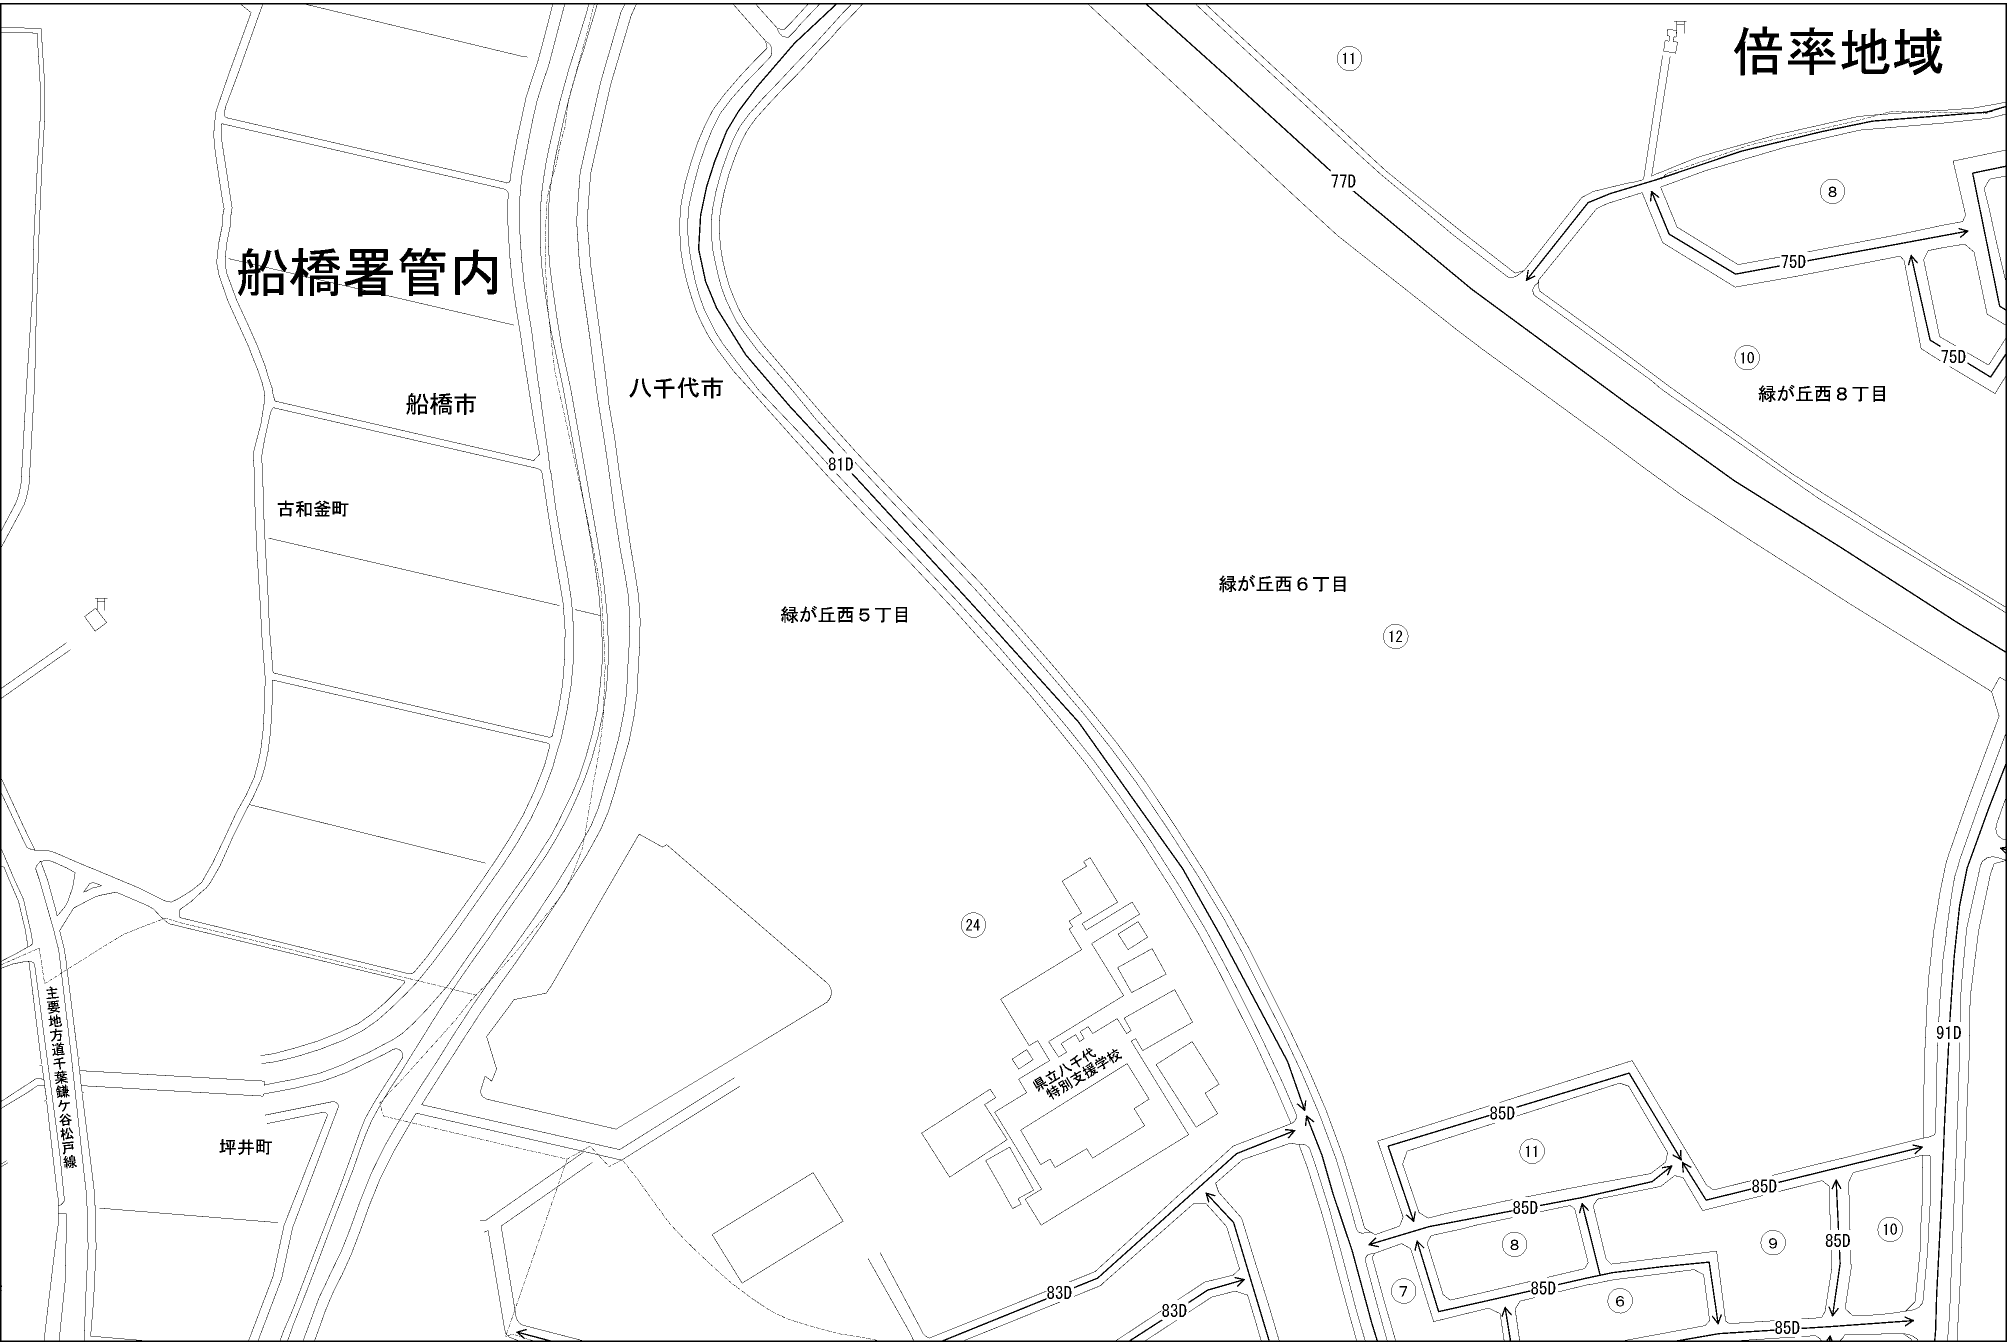 倍率地域
⑪
77D
⑧
75D
船橋署管内
75D
⑩
緑が丘西８丁目
八千代市
船橋市
81D
古和釜町
緑が丘西６丁目
緑が丘西５丁目
⑫
㉔
主要地方道千葉鎌ケ谷松戸線
91D
県立八千代
特別支援学校
85D
坪井町
⑪
85D
85D
⑩
⑧
⑨
85D
85D
⑦
83D
⑥
83D
85D